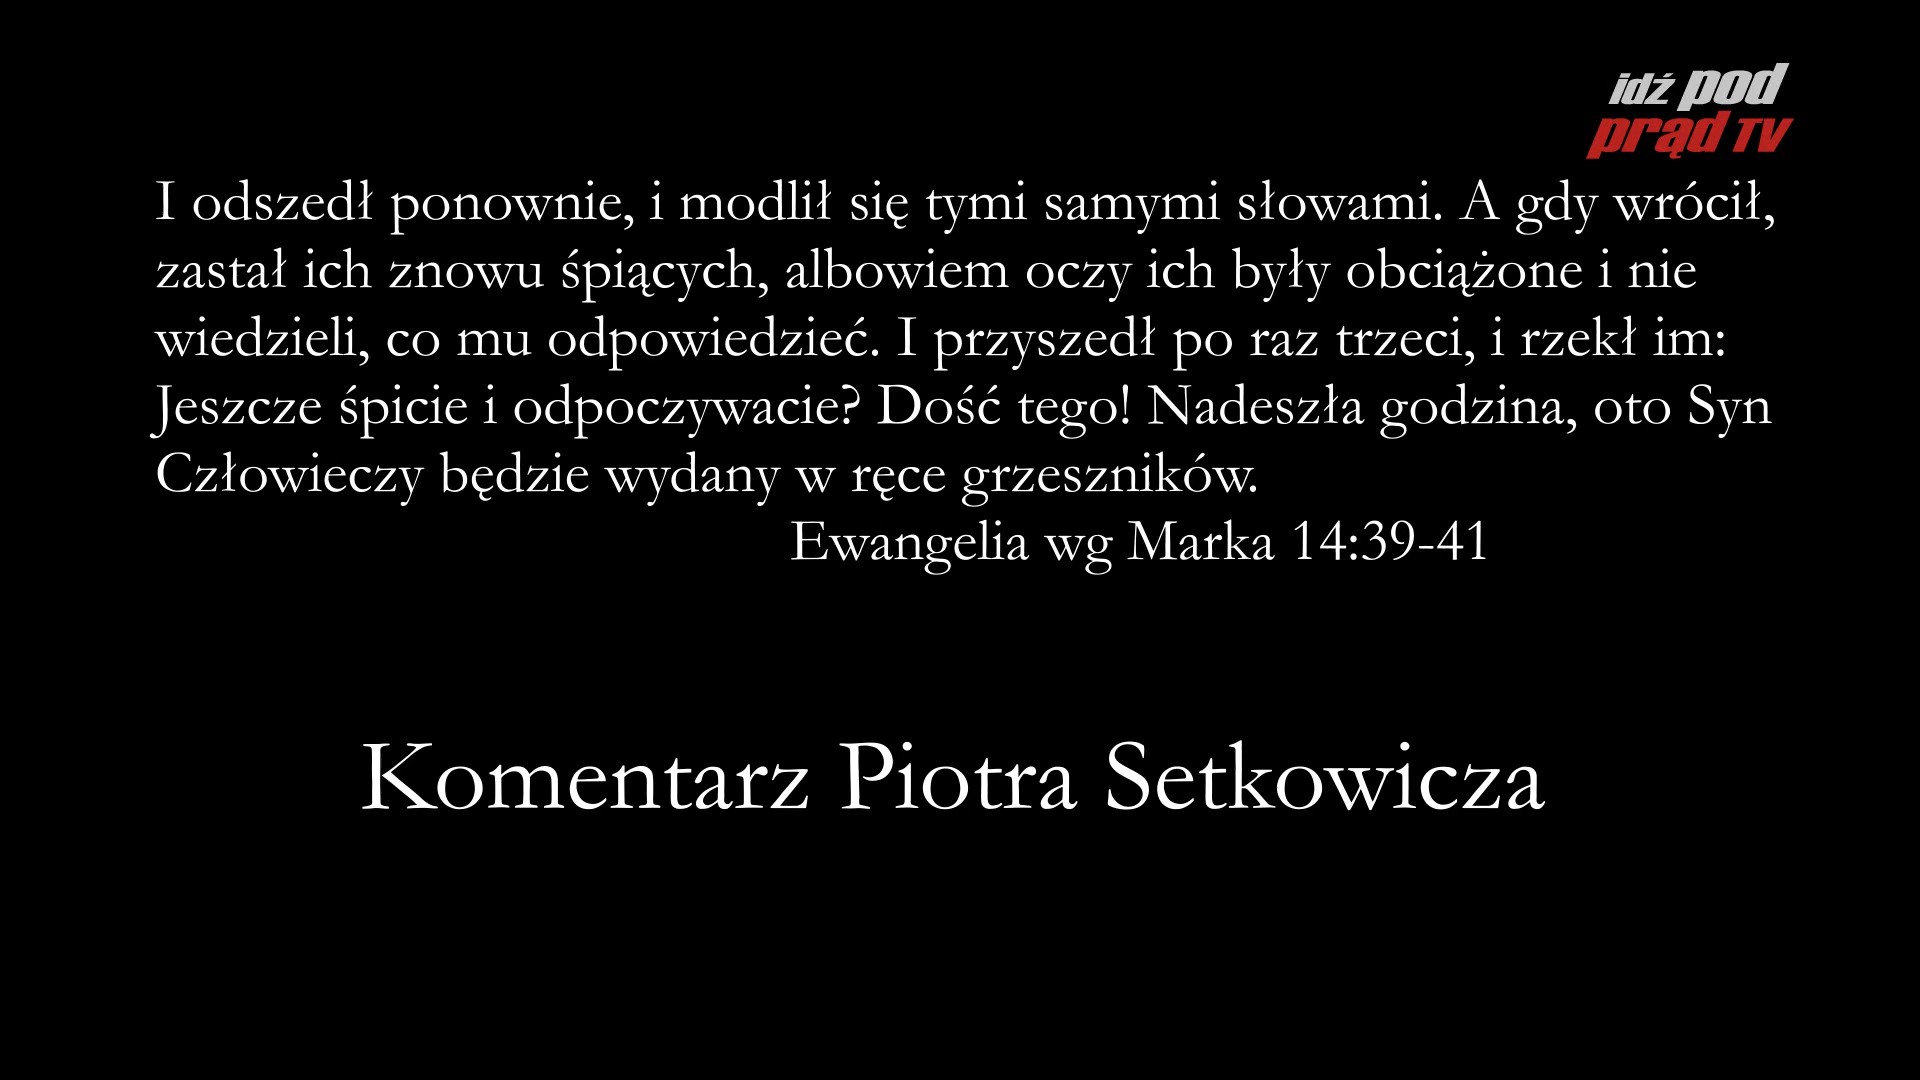 idź pod
prąd TV
I odszedł ponownie, i modlił się tymi samymi słowami. A gdy wrócił,
zastał ich znowu śpiących, albowiem oczy ich były obciążone i nie
wiedzieli, co mu odpowiedzieć. I przyszedł po raz trzeci, i rzekł im:
Jeszcze śpicie i odpoczywacie? Dość tego! Nadeszła godzina, oto Syn
Człowieczy będzie wydany w ręce grzeszników.
Ewangelia wg Marka 14:39-41
Komentarz Piotra Setkowicza